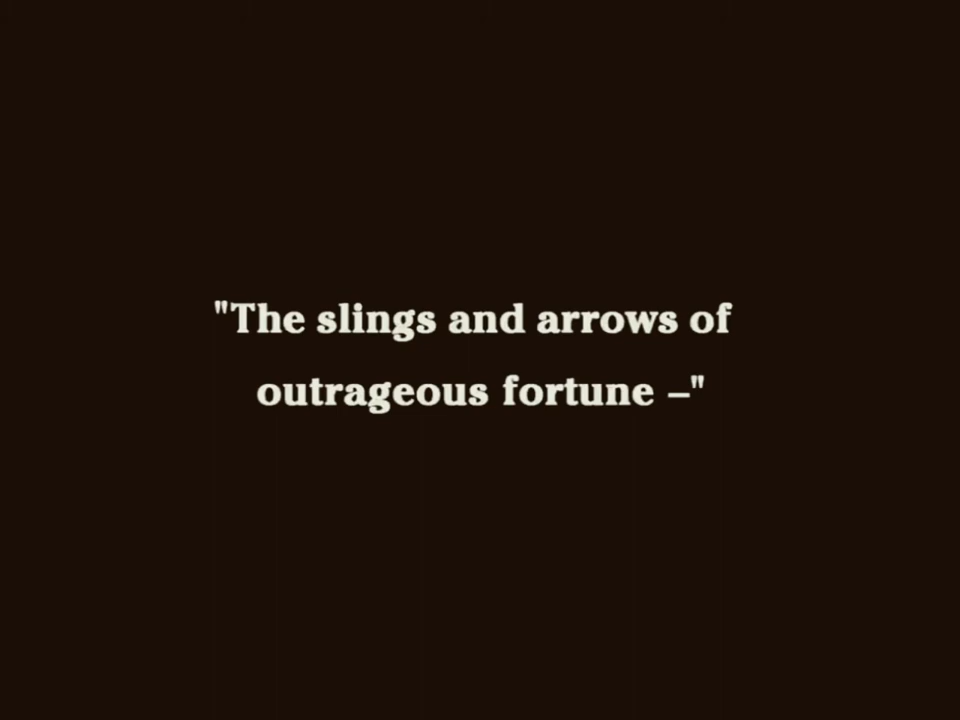 "The slings and arrows of
outrageous fortune –"